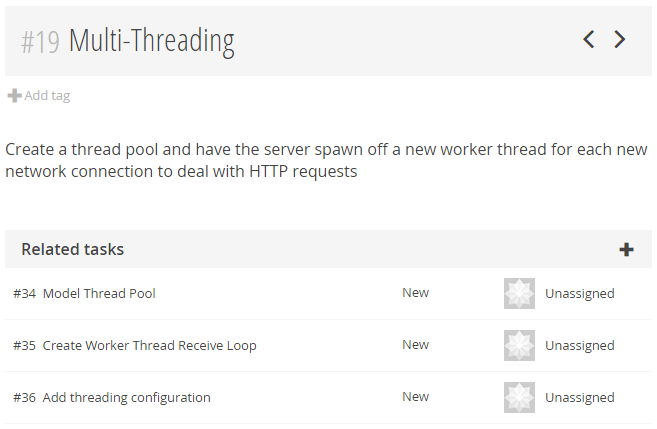 #19 Multi-Threading
Add tag
Create a thread pool and have the server spawn off a new worker thread for each new
network connection to deal with HTTP requests
Related tasks
#34 Model Thread Pool New Unassigned
#35 Create Worker Thread Receive Loop New Unassigned
#36 Add threading configuration New Unassigned